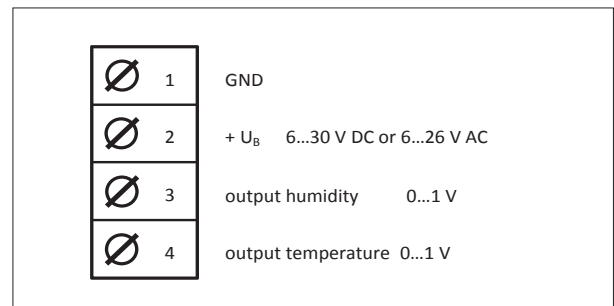 1 GND
2 + UB 6...30 V DC or 6...26 V AC
3 output humidity 0...1 V
4 output temperature 0...1 V